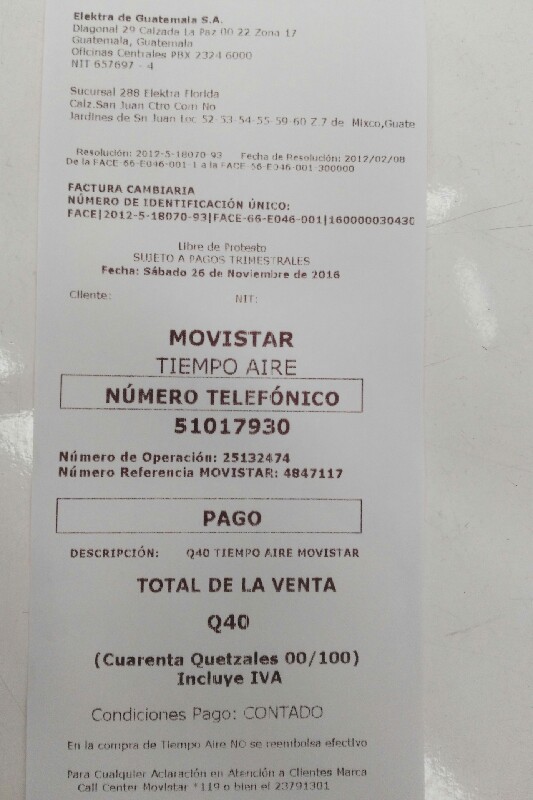 Elektra de Guatemala S.A.
Diagonal 29 Calzada La Paz 00 22 Zona 17
Guatemala, Guatemala
Oficinas Centrales PBX 2324 6000
NIT 657697 - 4
Sucursal 288 Elektra Florida
Calz.San Juan Ctro Com No
Jardines de Sn Juan Loc 52-53-54-55-59-60 Z 7 de Mixco,Guate
Resolución: 2012-5-18070-93 Fecha de Resolución: 2012/02/08
De la FACE-66-E046-001-1 a la FACE-66-E046-001-300000
FACTURA CAMBIARIA
NÚMERO DE IDENTIFICACIÓN ÚNICO:
FACE|2012-5-18070-93|FACE-66-E046-001|160000030430
Libre de Protesto
SUJETO A PAGOS TRIMESTRALES
Fecha: Sábado 26 de Noviembre de 2016
Cliente: NIT:
MOVISTAR
TIEMPO AIRE
NÚMERO TELEFÓNICO
51017930
Número de Operación: 25132474
Número Referencia MOVISTAR: 4847117
PAGO
DESCRIPCIÓN: Q40 TIEMPO AIRE MOVISTAR
TOTAL DE LA VENTA
Q40
(Cuarenta Quetzales 00/100)
Incluye IVA
Condiciones Pago: CONTADO
En la compra de Tiempo Aire NO se reembolsa efectivo
Para Cualquier Aclaración en Atención a Clientes Marca
Call Center Movistar *119 o bien el 23791301